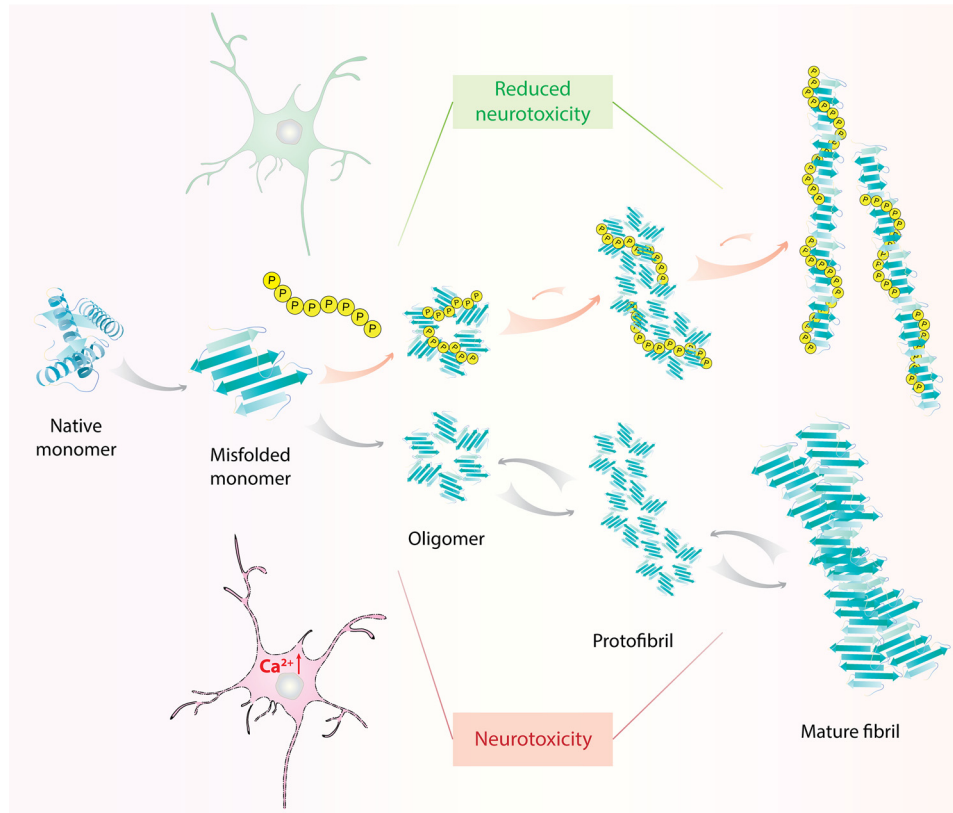 Reduced
neurotoxicity
P P P P P P P P
Native
monomer
Misfolded
monomer
Oligomer
Protofibril
Mature fibril
Ca²⁺
Neurotoxicity